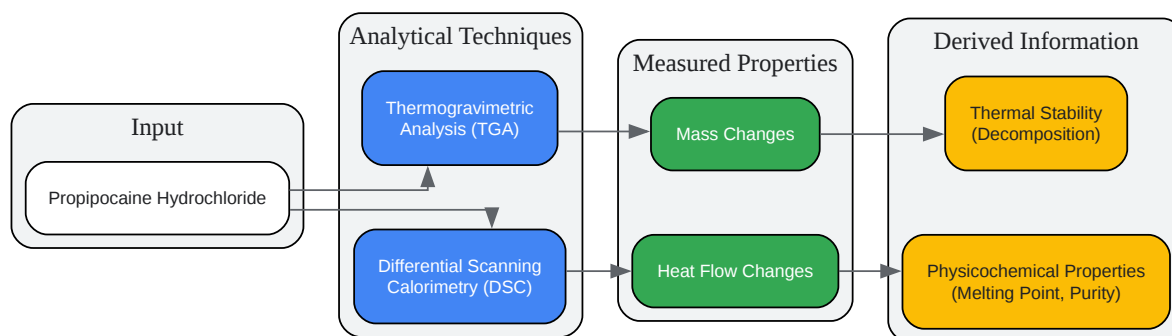 Input
Propipocaine Hydrochloride
Analytical Techniques
Thermogravimetric
Analysis (TGA)
Differential Scanning
Calorimetry (DSC)
Measured Properties
Mass Changes
Heat Flow Changes
Derived Information
Thermal Stability
(Decomposition)
Physicochemical Properties
(Melting Point, Purity)